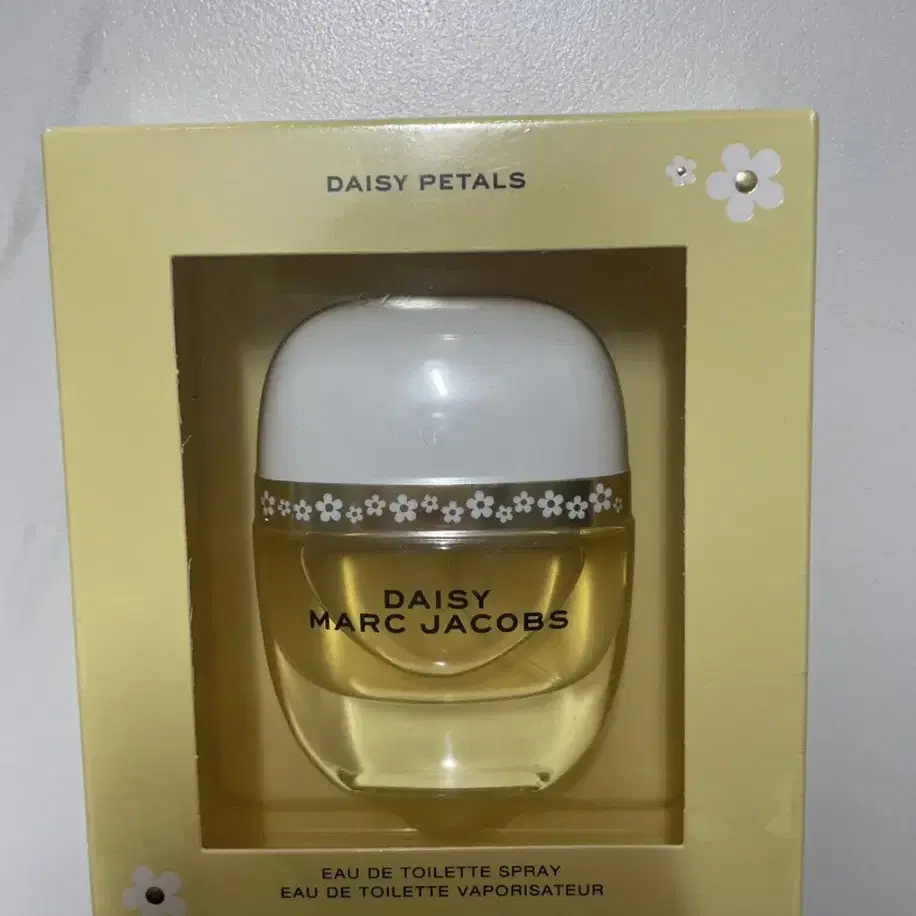 DAISY PETALS
DAISY
MARC JACOBS
EAU DE TOILETTE SPRAY
EAU DE TOILETTE VAPORISATEUR